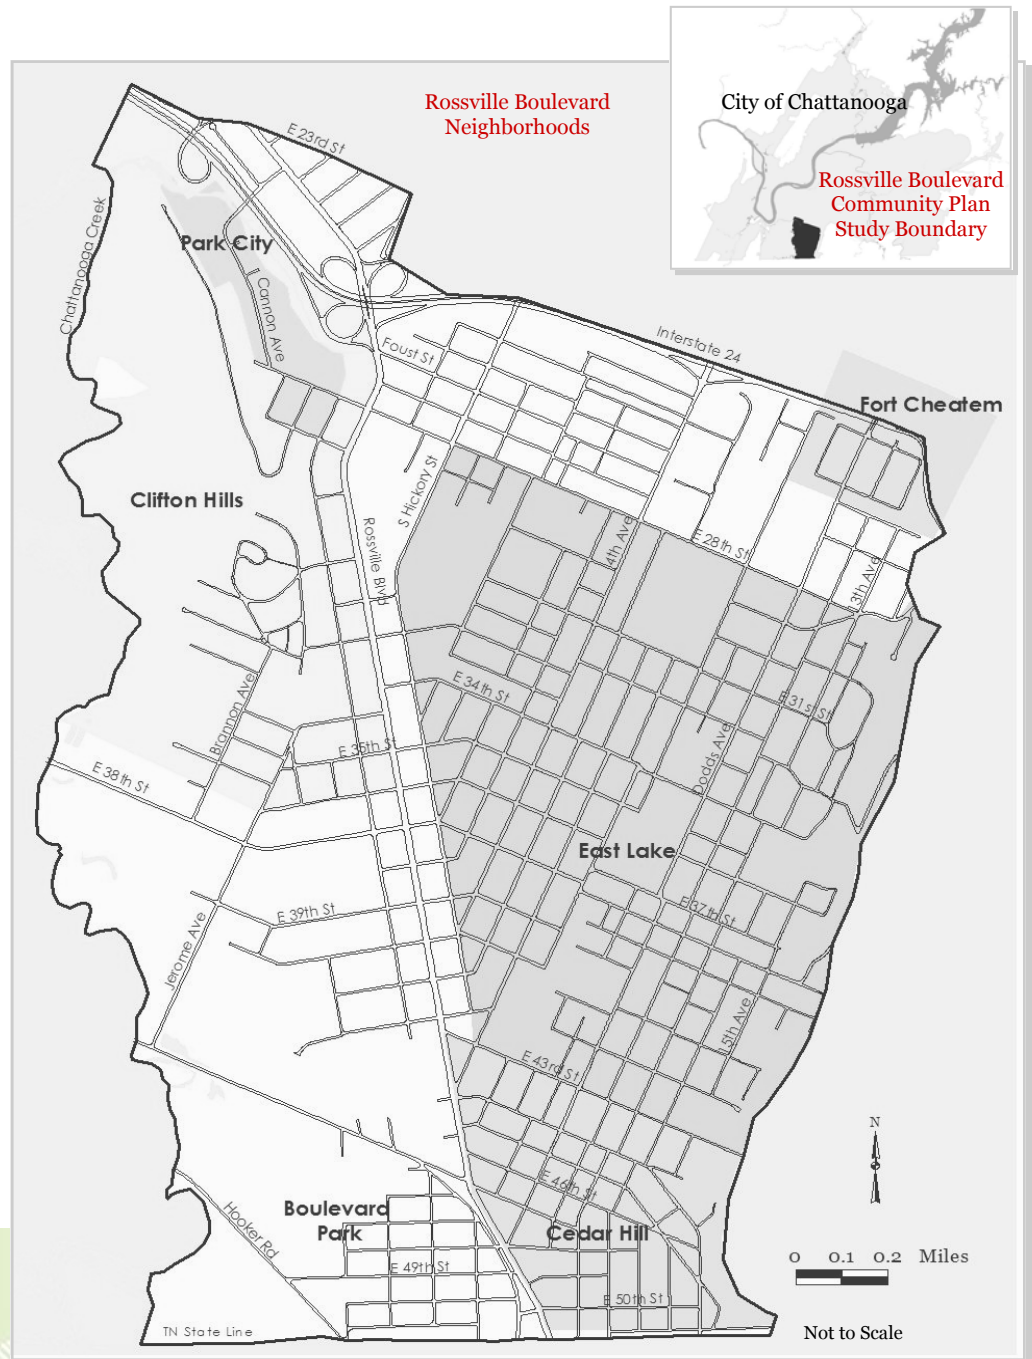 City of Chattanooga
Rossville Boulevard
Community Plan
Study Boundary
Rossville Boulevard
Neighborhoods
E 23rd St
Chattanooga Creek
Park City
Cannon Ave
Foust St
Interstate 24
Fort Cheatem
Clifton Hills
S Hickory St
Rossville Blvd
4th Ave
E 28th St
13th Ave
E 34th St
E 31st St
Brannon Ave
E 35th St
Dodds Ave
E 38th St
East Lake
E 37th St
E 39th St
Jerome Ave
15th Ave
E 43rd St
N
E 46th St
Boulevard
Park
Hooker Rd
Cedar Hill
E 49th St
0 0.1 0.2 Miles
E 50th St
TN State Line
Not to Scale